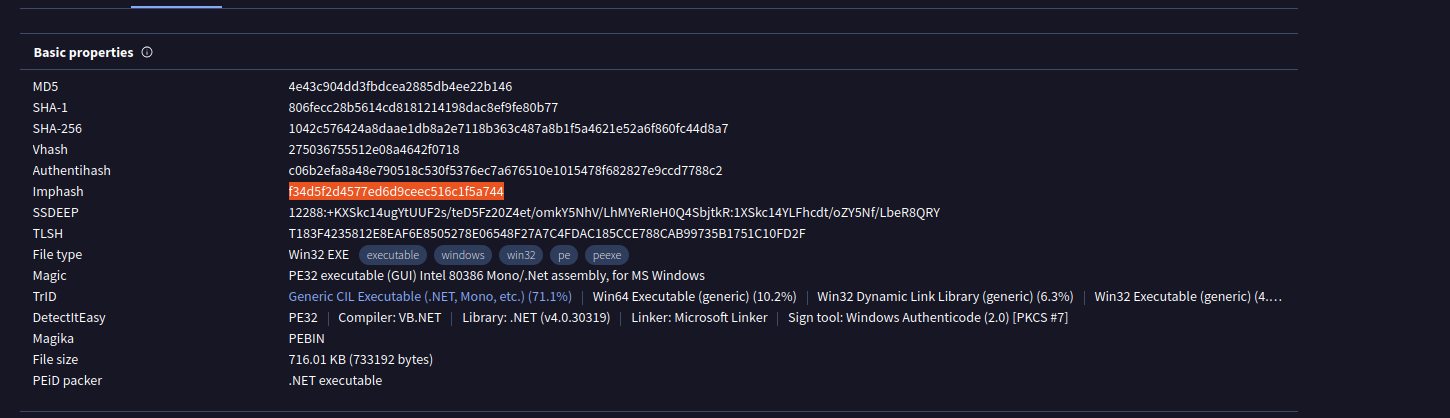 Basic properties
MD5 4e43c904dd3fbdcea2885db4ee22b146
SHA-1 806fecc28b5614cd8181214198dac8ef9fe80b77
SHA-256 1042c576424a8daae1db8a2e7118b363c487a8b1f5a4621e52a6f860fc44d8a7
Vhash 275036755512e08a4642f0718
Authentihash c06b2efa8a48e790518c530f5376ec7a676510e1015478f682827e9ccd7788c2
Imphash f34d5f2d4577ed6d9ceec516c1f5a744
SSDEEP 12288:+KXSkc14ugYtUUF2s/teD5Fz20Z4et/omkY5NhV/LhMYeRIeH0Q4SbjtkR:1XSkc14YLFhcdt/oZY5Nf/LbeR8QRY
TLSH T183F4235812E8EAF6E8505278E06548F27A7C4FDAC185CCE788CAB99735B1751C10FD2F
File type Win32 EXE executable windows win32 pe peexe
Magic PE32 executable (GUI) Intel 80386 Mono/.Net assembly, for MS Windows
TrID Generic CIL Executable (.NET, Mono, etc.) (71.1%) | Win64 Executable (generic) (10.2%) | Win32 Dynamic Link Library (generic) (6.3%) | Win32 Executable (generic) (4.…
DetectItEasy PE32 | Compiler: VB.NET | Library: .NET (v4.0.30319) | Linker: Microsoft Linker | Sign tool: Windows Authenticode (2.0) [PKCS #7]
Magika PEBIN
File size 716.01 KB (733192 bytes)
PEiD packer .NET executable